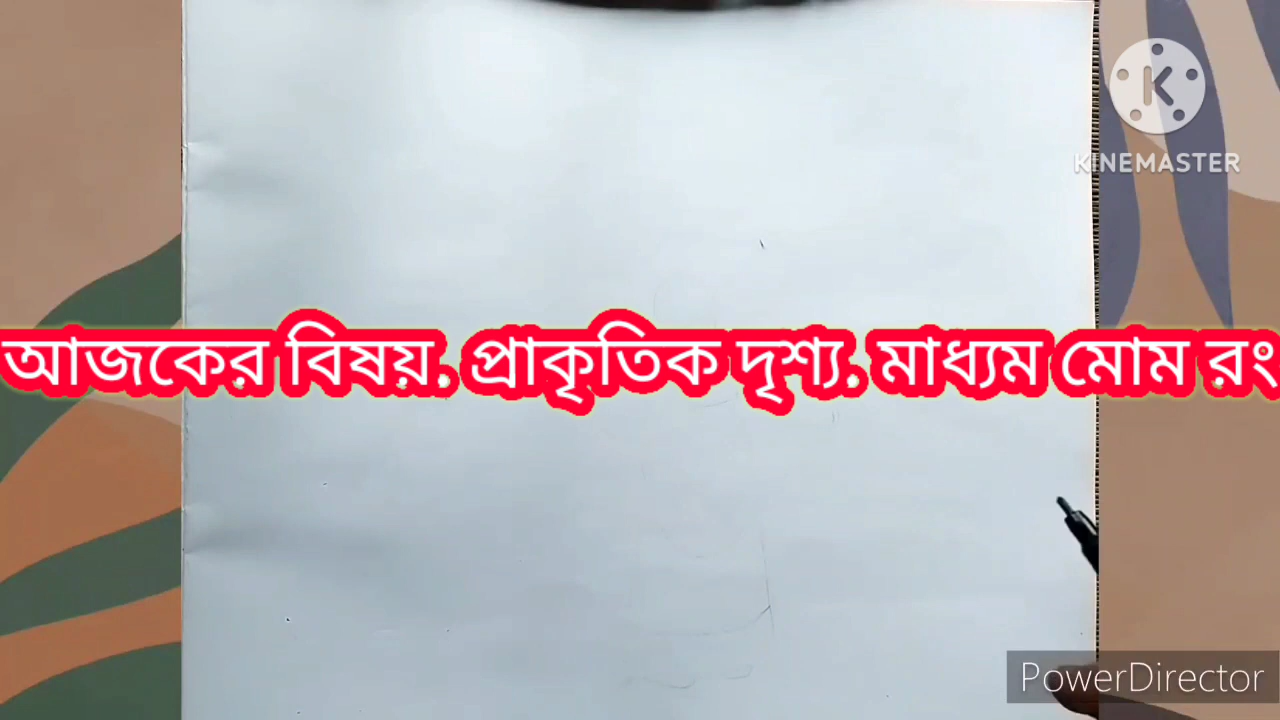 KINEMASTER
আজকের বিষয়. প্রাকৃতিক দৃশ্য. মাধ্যম মোম রং
PowerDirector